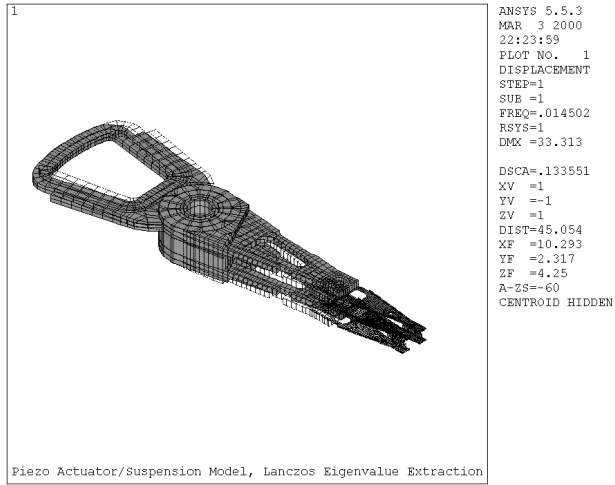 1
ANSYS 5.5.3
MAR 3 2000
22:23:59
PLOT NO. 1
DISPLACEMENT
STEP=1
SUB =1
FREQ=.014502
RSYS=1
DMX =33.313
DSCA=.133551
XV =1
YV =-1
ZV =1
DIST=45.054
XF =10.293
YF =2.317
ZF =4.25
A-ZS=-60
CENTROID HIDDEN
Piezo Actuator/Suspension Model, Lanczos Eigenvalue Extraction